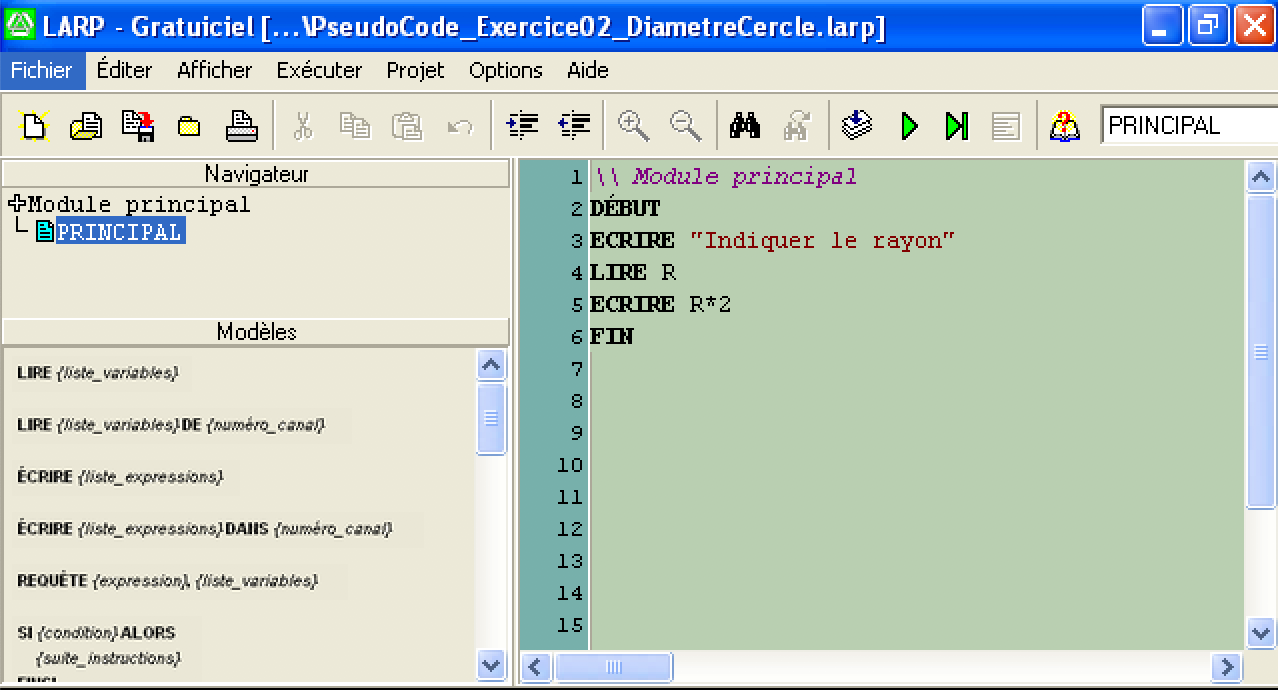 LARP - Gratuiciel [...\PseudoCode_Exercice02_DiametreCercle.larp]
Fichier Éditer Afficher Exécuter Projet Options Aide
PRINCIPAL
Navigateur
Module principal
PRINCIPAL
Modèles
LIRE {liste_variables}
LIRE {liste_variables} DE {numéro_canal}
ÉCRIRE {liste_expressions}
ÉCRIRE {liste_expressions} DANS {numéro_canal}
REQUÊTE {expression}, {liste_variables}
SI {condition} ALORS
{suite_instructions}
1 \\ Module principal
2 DÉBUT
3 ECRIRE "Indiquer le rayon"
4 LIRE R
5 ECRIRE R*2
6 FIN
7
8
9
10
11
12
13
14
15